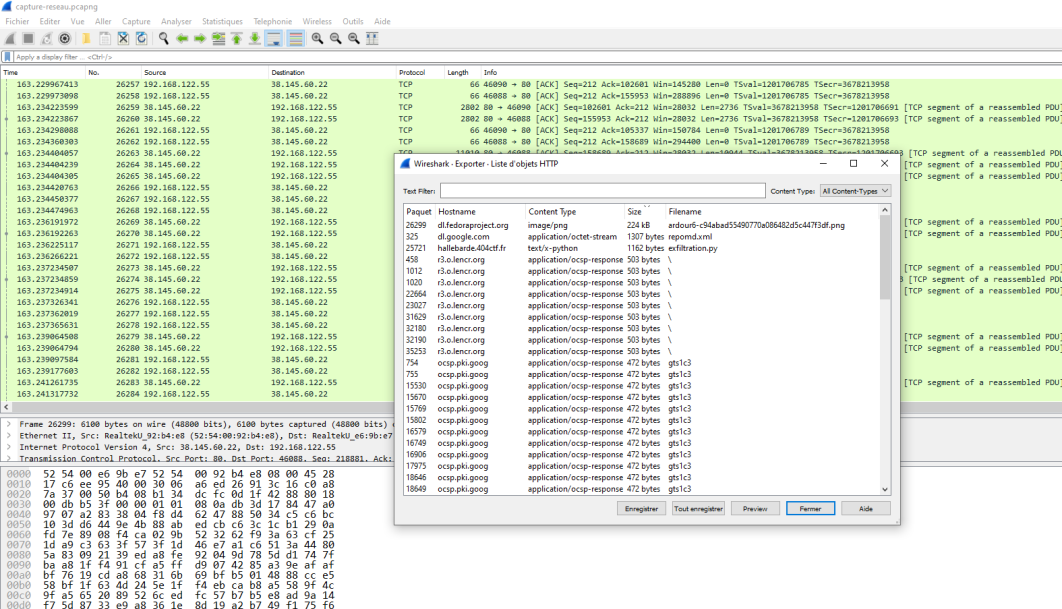 capture-reseau.pcapng
Fichier Editer Vue Aller Capture Analyser Statistiques Telephonie Wireless Outils Aide
Apply a display filter ... <Ctrl-/>
Time No. Source Destination Protocol Length Info
163.229967413 26257 192.168.122.55 38.145.60.22 TCP 66 46090 → 80 [ACK] Seq=212 Ack=102601 Win=145280 Len=0 TSval=1201706785 TSecr=3678213958
163.229973098 26258 192.168.122.55 38.145.60.22 TCP 66 46088 → 80 [ACK] Seq=212 Ack=155953 Win=288896 Len=0 TSval=1201706785 TSecr=3678213958
163.234223599 26259 38.145.60.22 192.168.122.55 TCP 2802 80 → 46090 [ACK] Seq=102601 Ack=212 Win=28032 Len=2736 TSval=3678213958 TSecr=1201706691 [TCP segment of a reassembled PDU]
163.234223867 26260 38.145.60.22 192.168.122.55 TCP 2802 80 → 46088 [ACK] Seq=155953 Ack=212 Win=28032 Len=2736 TSval=3678213958 TSecr=1201706693 [TCP segment of a reassembled PDU]
163.234298088 26261 192.168.122.55 38.145.60.22 TCP 66 46090 → 80 [ACK] Seq=212 Ack=105337 Win=150784 Len=0 TSval=1201706789 TSecr=3678213958
163.234360303 26262 192.168.122.55 38.145.60.22 TCP 66 46088 → 80 [ACK] Seq=212 Ack=158689 Win=294400 Len=0 TSval=1201706789 TSecr=3678213958
163.234404057 26263 38.145.60.22 192.168.122.55 TCP 11010 80 → 46088 [ACK] Seq=158689 Ack=212 Win=28032 Len=10944 TSval=3678213958 TSecr=1201706693 [TCP segment of a reassembled PDU]
163.234404239 26264 38.145.60.22 192.168.122.55 [TCP segment of a reassembled PDU]
163.234404305 26265 38.145.60.22 192.168.122.55 [TCP segment of a reassembled PDU]
163.234420763 26266 192.168.122.55 38.145.60.22
163.234450377 26267 192.168.122.55 38.145.60.22
163.234474963 26268 192.168.122.55 38.145.60.22
163.236191972 26269 38.145.60.22 192.168.122.55 [TCP segment of a reassembled PDU]
163.236192263 26270 38.145.60.22 192.168.122.55 [TCP segment of a reassembled PDU]
163.236225117 26271 192.168.122.55 38.145.60.22
163.236266221 26272 192.168.122.55 38.145.60.22
163.237234507 26273 38.145.60.22 192.168.122.55 [TCP segment of a reassembled PDU]
163.237234859 26274 38.145.60.22 192.168.122.55 [TCP segment of a reassembled PDU]
163.237234914 26275 38.145.60.22 192.168.122.55 [TCP segment of a reassembled PDU]
163.237326341 26276 192.168.122.55 38.145.60.22
163.237362019 26277 192.168.122.55 38.145.60.22
163.237365631 26278 192.168.122.55 38.145.60.22
163.239064508 26279 38.145.60.22 192.168.122.55 [TCP segment of a reassembled PDU]
163.239064794 26280 38.145.60.22 192.168.122.55 [TCP segment of a reassembled PDU]
163.239097584 26281 192.168.122.55 38.145.60.22
163.239177603 26282 192.168.122.55 38.145.60.22
163.241261735 26283 38.145.60.22 192.168.122.55 [TCP segment of a reassembled PDU]
163.241317732 26284 192.168.122.55 38.145.60.22
Wireshark · Exporter · Liste d'objets HTTP
Text Filter: Content Type: All Content-Types
Paquet Hostname Content Type Size Filename
26299 dl.fedoraproject.org image/png 224 kB ardour6-c94abad55490770a086482d5c447f3df.png
325 dl.google.com application/octet-stream 1307 bytes repomd.xml
25721 hallebarde.404ctf.fr text/x-python 1162 bytes exfiltration.py
458 r3.o.lencr.org application/ocsp-response 503 bytes \
1012 r3.o.lencr.org application/ocsp-response 503 bytes \
1020 r3.o.lencr.org application/ocsp-response 503 bytes \
22664 r3.o.lencr.org application/ocsp-response 503 bytes \
23027 r3.o.lencr.org application/ocsp-response 503 bytes \
31629 r3.o.lencr.org application/ocsp-response 503 bytes \
32180 r3.o.lencr.org application/ocsp-response 503 bytes \
32190 r3.o.lencr.org application/ocsp-response 503 bytes \
35253 r3.o.lencr.org application/ocsp-response 503 bytes \
754 ocsp.pki.goog application/ocsp-response 472 bytes gts1c3
755 ocsp.pki.goog application/ocsp-response 472 bytes gts1c3
15530 ocsp.pki.goog application/ocsp-response 472 bytes gts1c3
15670 ocsp.pki.goog application/ocsp-response 472 bytes gts1c3
15769 ocsp.pki.goog application/ocsp-response 472 bytes gts1c3
15802 ocsp.pki.goog application/ocsp-response 472 bytes gts1c3
16579 ocsp.pki.goog application/ocsp-response 472 bytes gts1c3
16749 ocsp.pki.goog application/ocsp-response 472 bytes gts1c3
16906 ocsp.pki.goog application/ocsp-response 472 bytes gts1c3
17975 ocsp.pki.goog application/ocsp-response 472 bytes gts1c3
18646 ocsp.pki.goog application/ocsp-response 472 bytes gts1c3
18649 ocsp.pki.goog application/ocsp-response 472 bytes gts1c3
Enregistrer Tout enregistrer Preview Fermer Aide
Frame 26299: 6100 bytes on wire (48800 bits), 6100 bytes captured (48800 bits)
Ethernet II, Src: RealtekU_92:b4:e8 (52:54:00:92:b4:e8), Dst: RealtekU_e6:9b:e7
Internet Protocol Version 4, Src: 38.145.60.22, Dst: 192.168.122.55
Transmission Control Protocol, Src Port: 80, Dst Port: 46088, Seq: 218881, Ack:
0000 52 54 00 e6 9b e7 52 54 00 92 b4 e8 08 00 45 28
0010 17 c6 ee 95 40 00 30 06 a6 ed 26 91 3c 16 c0 a8
0020 7a 37 00 50 b4 08 b1 34 dc fc 0d 1f 42 88 80 18
0030 00 db b5 3f 00 00 01 01 08 0a db 3d 17 84 47 a0
0040 97 07 a2 83 38 04 f8 d4 62 47 88 50 34 c5 c6 bc
0050 10 3d d6 44 9e 4b 88 ab ed cb c6 3c 1c b1 29 0a
0060 fd 7e 89 08 f4 ca 02 9b 52 32 62 f9 3a 63 cf 25
0070 1d a9 c3 63 3f 57 3f 1d 46 e7 a1 c6 51 3a 44 80
0080 5a 83 09 21 39 ed a8 fe 92 04 9d 78 5d d1 74 7f
0090 ba a8 1f f4 91 cf a5 ff d9 07 42 85 a3 9e af af
00a0 bf 76 19 cd a8 68 31 6b 69 bf b5 01 48 88 cc e5
00b0 58 bf 1f 63 4d 24 5e 1f f4 eb ca b8 a5 58 9f 4c
00c0 9f a5 65 20 89 52 6c ed fc 57 b7 b5 e8 ad 9a 14
00d0 f7 5d 87 33 e9 a8 36 1e 8d 19 a2 b7 49 f1 75 f6